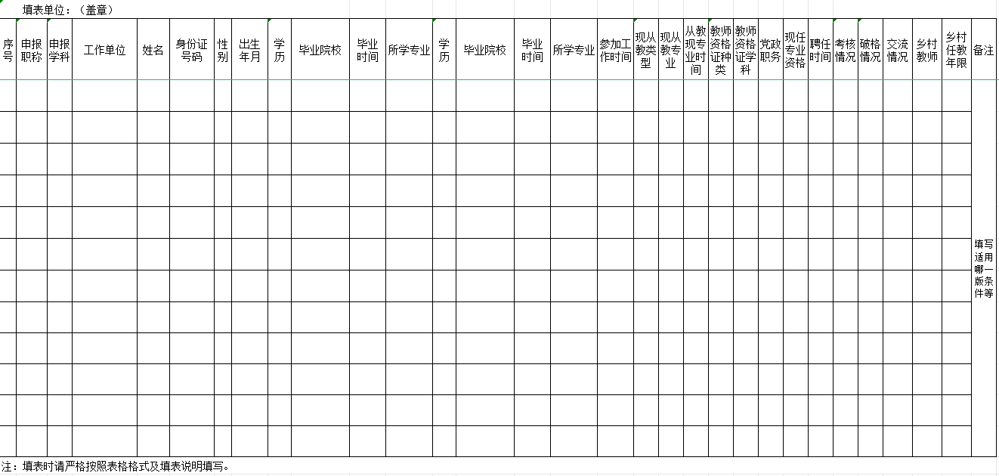 填表单位：（盖章）
序号
申报职称
申报学科
工作单位
姓名
身份证号码
性别
出生年月
学历
毕业院校
毕业时间
所学专业
学历
毕业院校
毕业时间
所学专业
参加工作时间
现从教类型
现从教专业
从教现专业时间
教师资格证种类
教师资格证学科
党政职务
现任专业资格
聘任时间
考核情况
破格情况
交流情况
乡村教师
乡村任教年限
备注
填写适用哪一版条件等
注：填表时请严格按照表格格式及填表说明填写。